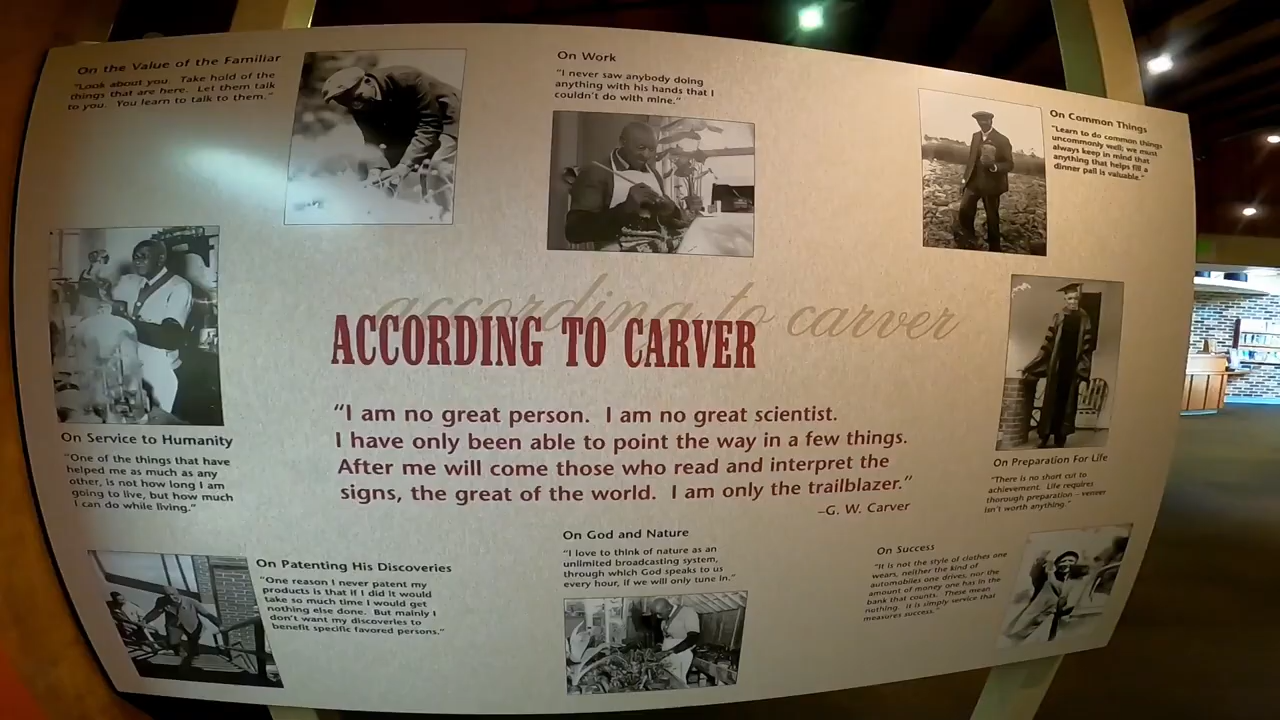 On the Value of the Familiar
"Look about you. Take hold of the
things that are here. Let them talk
to you. You learn to talk to them."
On Work
"I never saw anybody doing
anything with his hands that I
couldn't do with mine."
On Common Things
"Learn to do common things
uncommonly well; we must
always keep in mind that
anything that helps fill a
dinner pail is valuable."
according to carver
ACCORDING TO CARVER
"I am no great person. I am no great scientist.
I have only been able to point the way in a few things.
After me will come those who read and interpret the
signs, the great of the world. I am only the trailblazer."
–G. W. Carver
On Service to Humanity
"One of the things that have
helped me as much as any
other, is not how long I am
going to live, but how much
I can do while living."
On Preparation For Life
"There is no short cut to
achievement. Life requires
thorough preparation – veneer
isn't worth anything."
On Patenting His Discoveries
"One reason I never patent my
products is that if I did it would
take so much time I would get
nothing else done. But mainly I
don't want my discoveries to
benefit specific favored persons."
On God and Nature
"I love to think of nature as an
unlimited broadcasting system,
through which God speaks to us
every hour, if we will only tune in."
On Success
"It is not the style of clothes one
wears, neither the kind of
automobiles one drives, nor the
amount of money one has in the
bank that counts. These mean
nothing. It is simply service that
measures success."